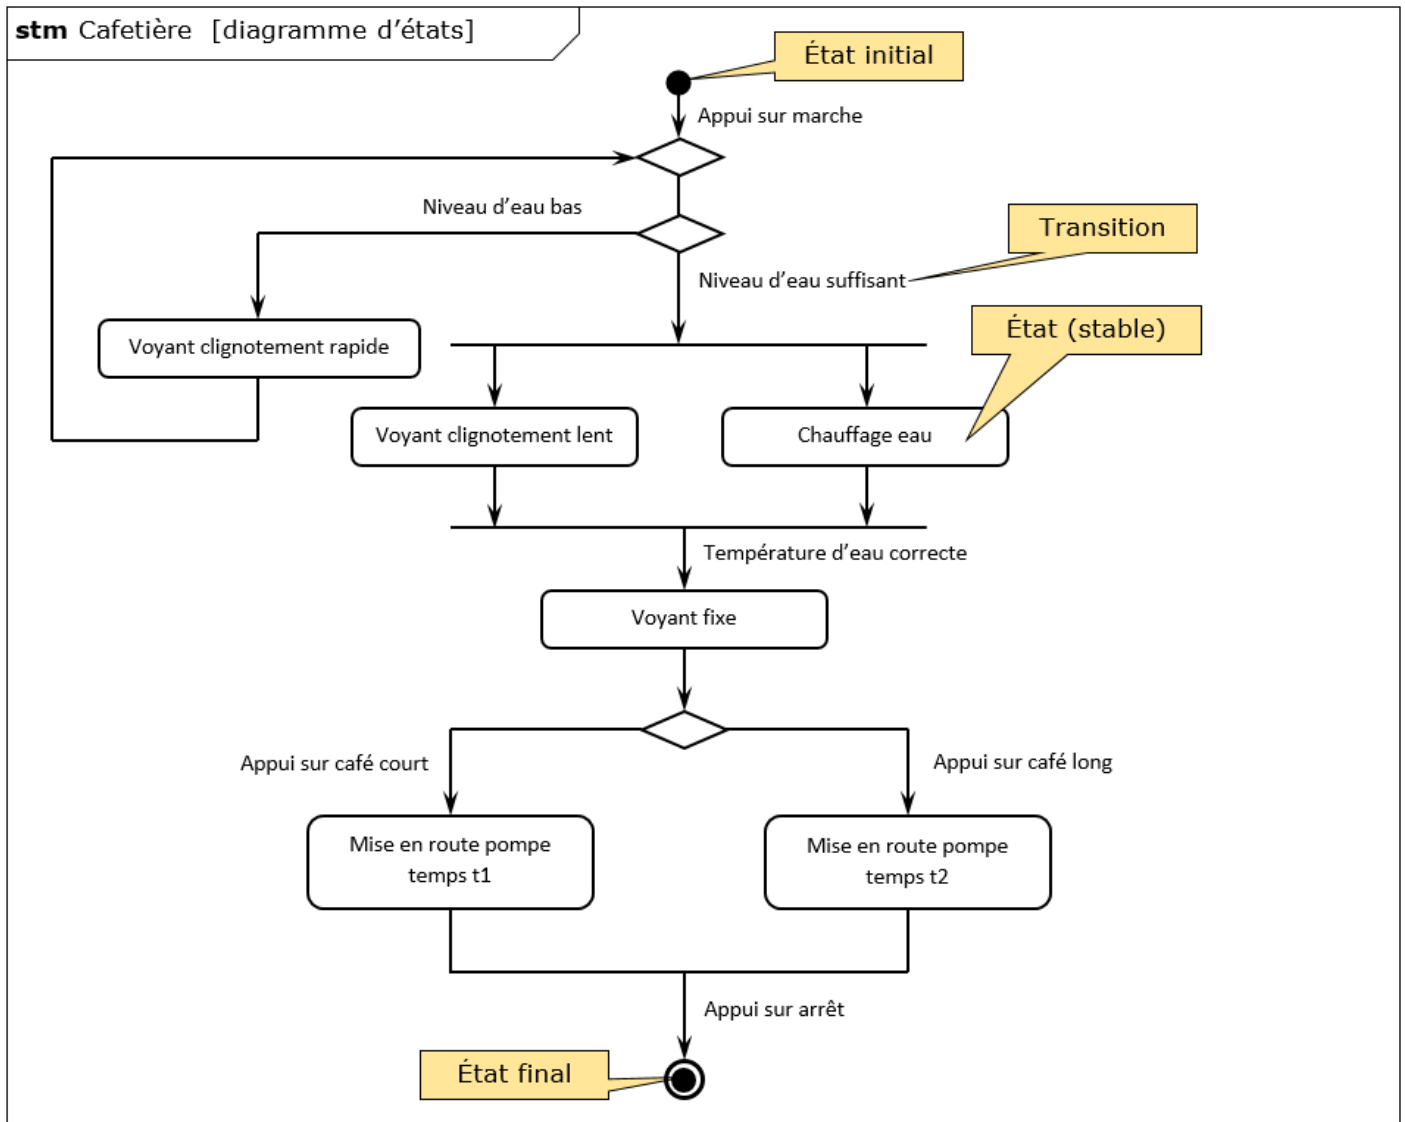 stm Cafetière [diagramme d’états]
État initial
Appui sur marche
Niveau d’eau bas
Transition
Niveau d’eau suffisant
État (stable)
Voyant clignotement rapide
Voyant clignotement lent
Chauffage eau
Température d’eau correcte
Voyant fixe
Appui sur café court
Appui sur café long
Mise en route pompe
temps t1
Mise en route pompe
temps t2
Appui sur arrêt
État final